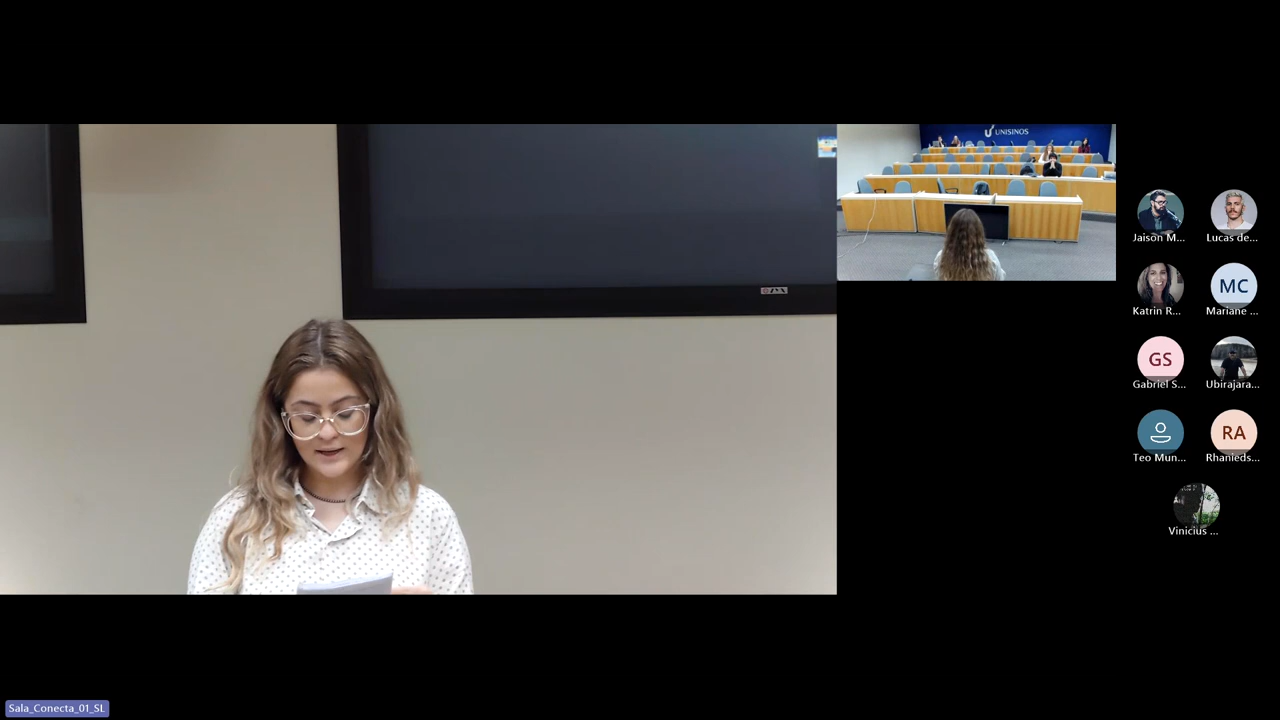 UNISINOS
Jaison M...
Lucas de...
Katrin R...
MC
Mariane ...
GS
Gabriel S...
Ubirajara...
Teo Mun...
RA
Rhanieds...
Vinicius ...
Sala_Conecta_01_SL